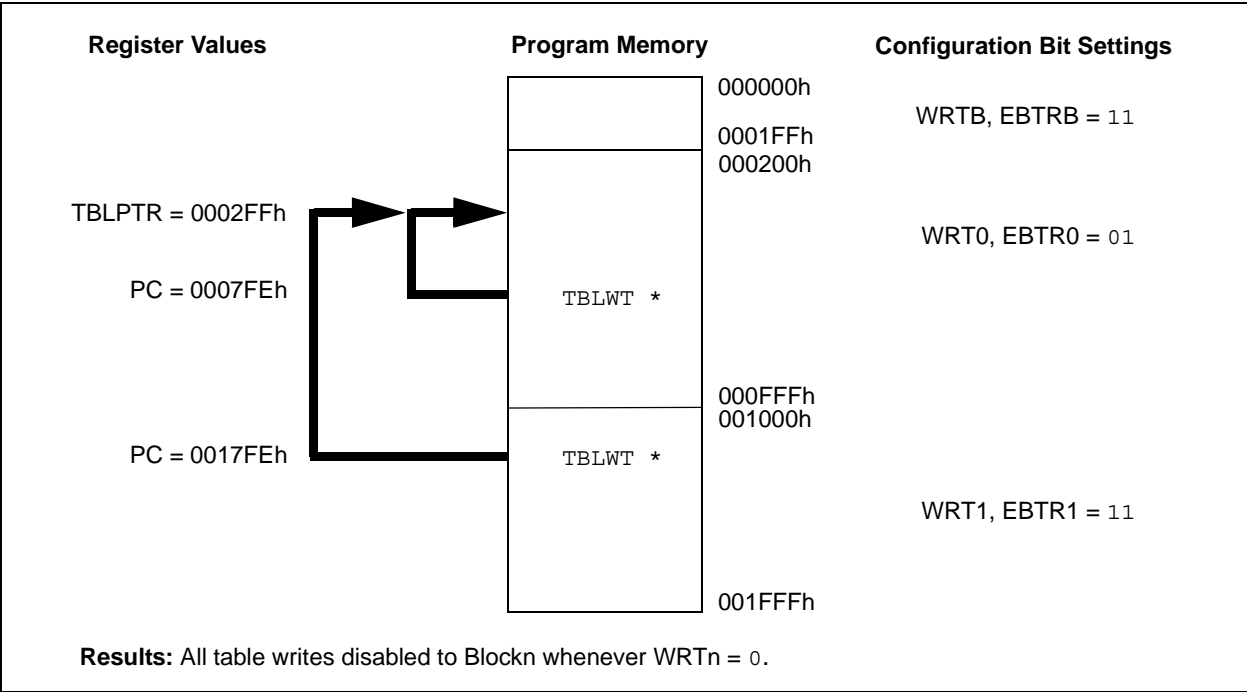 Register Values
Program Memory
Configuration Bit Settings
000000h
WRTB, EBTRB = 11
0001FFh
000200h
TBLPTR = 0002FFh
WRT0, EBTR0 = 01
PC = 0007FEh
TBLWT *
000FFFh
001000h
PC = 0017FEh
TBLWT *
WRT1, EBTR1 = 11
001FFFh
Results: All table writes disabled to Blockn whenever WRTn = 0.